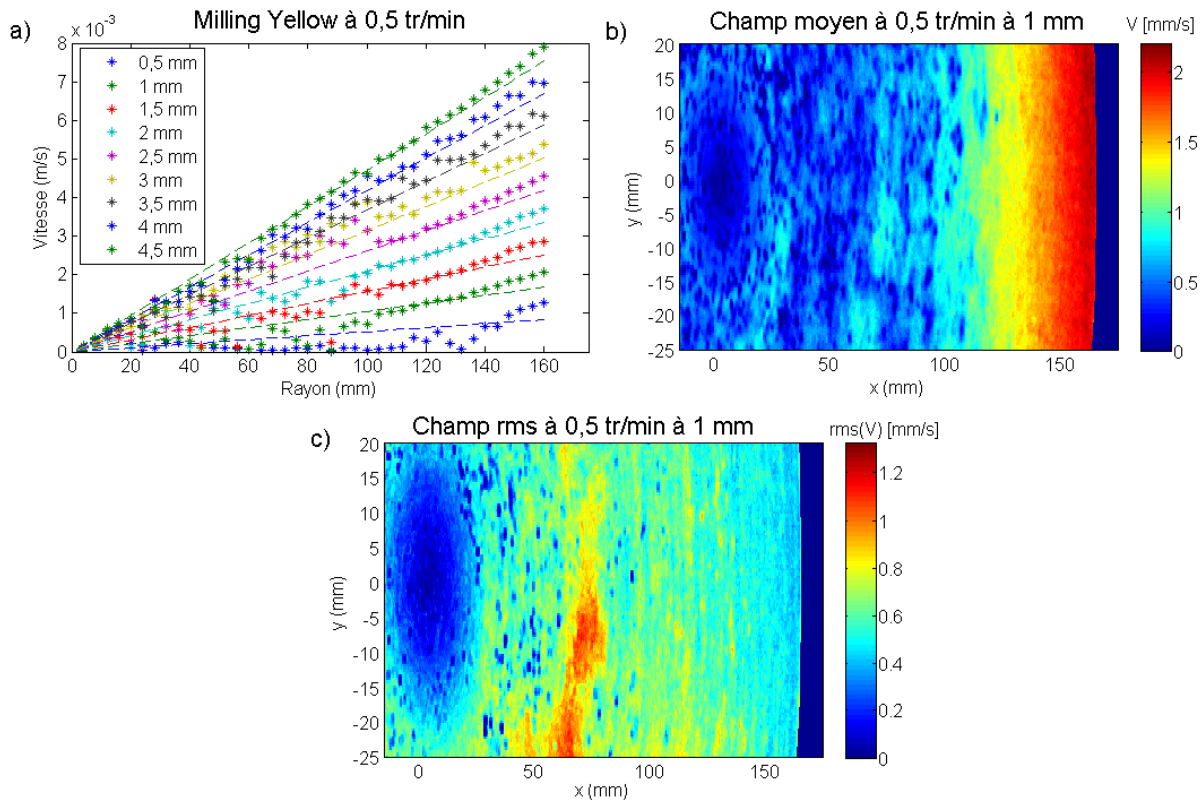 a)
Milling Yellow à 0,5 tr/min
x 10⁻³
8
7
6
5
4
3
2
1
0
Vitesse (m/s)
0,5 mm
1 mm
1,5 mm
2 mm
2,5 mm
3 mm
3,5 mm
4 mm
4,5 mm
0 20 40 60 80 100 120 140 160
Rayon (mm)
b)
Champ moyen à 0,5 tr/min à 1 mm
V [mm/s]
20
15
10
5
0
-5
-10
-15
-20
-25
y (mm)
0 50 100 150
x (mm)
2
1.5
1
0.5
0
c)
Champ rms à 0,5 tr/min à 1 mm
rms(V) [mm/s]
20
15
10
5
0
-5
-10
-15
-20
-25
y (mm)
0 50 100 150
x (mm)
1.2
1
0.8
0.6
0.4
0.2
0